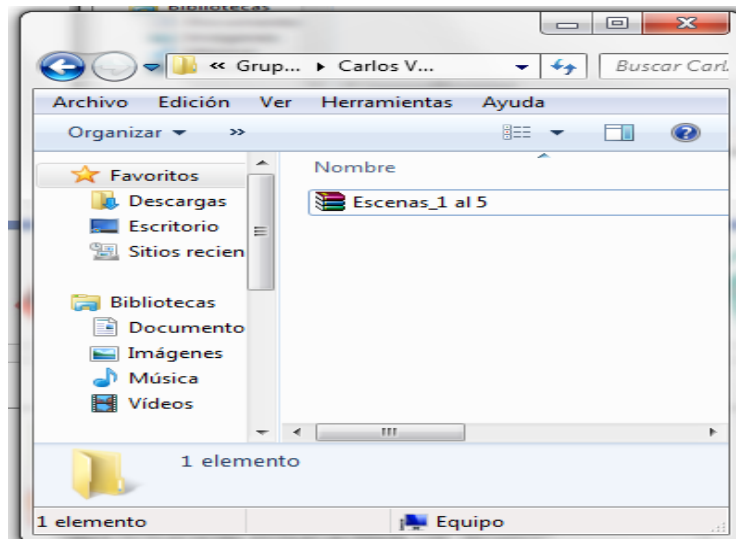 Bibliotecas
« Grup... ▸ Carlos V...
Buscar Carl
Archivo Edición Ver Herramientas Ayuda
Organizar »
Favoritos
Descargas
Escritorio
Sitios recien
Bibliotecas
Documento
Imágenes
Música
Vídeos
Nombre
Escenas_1 al 5
1 elemento
1 elemento
Equipo